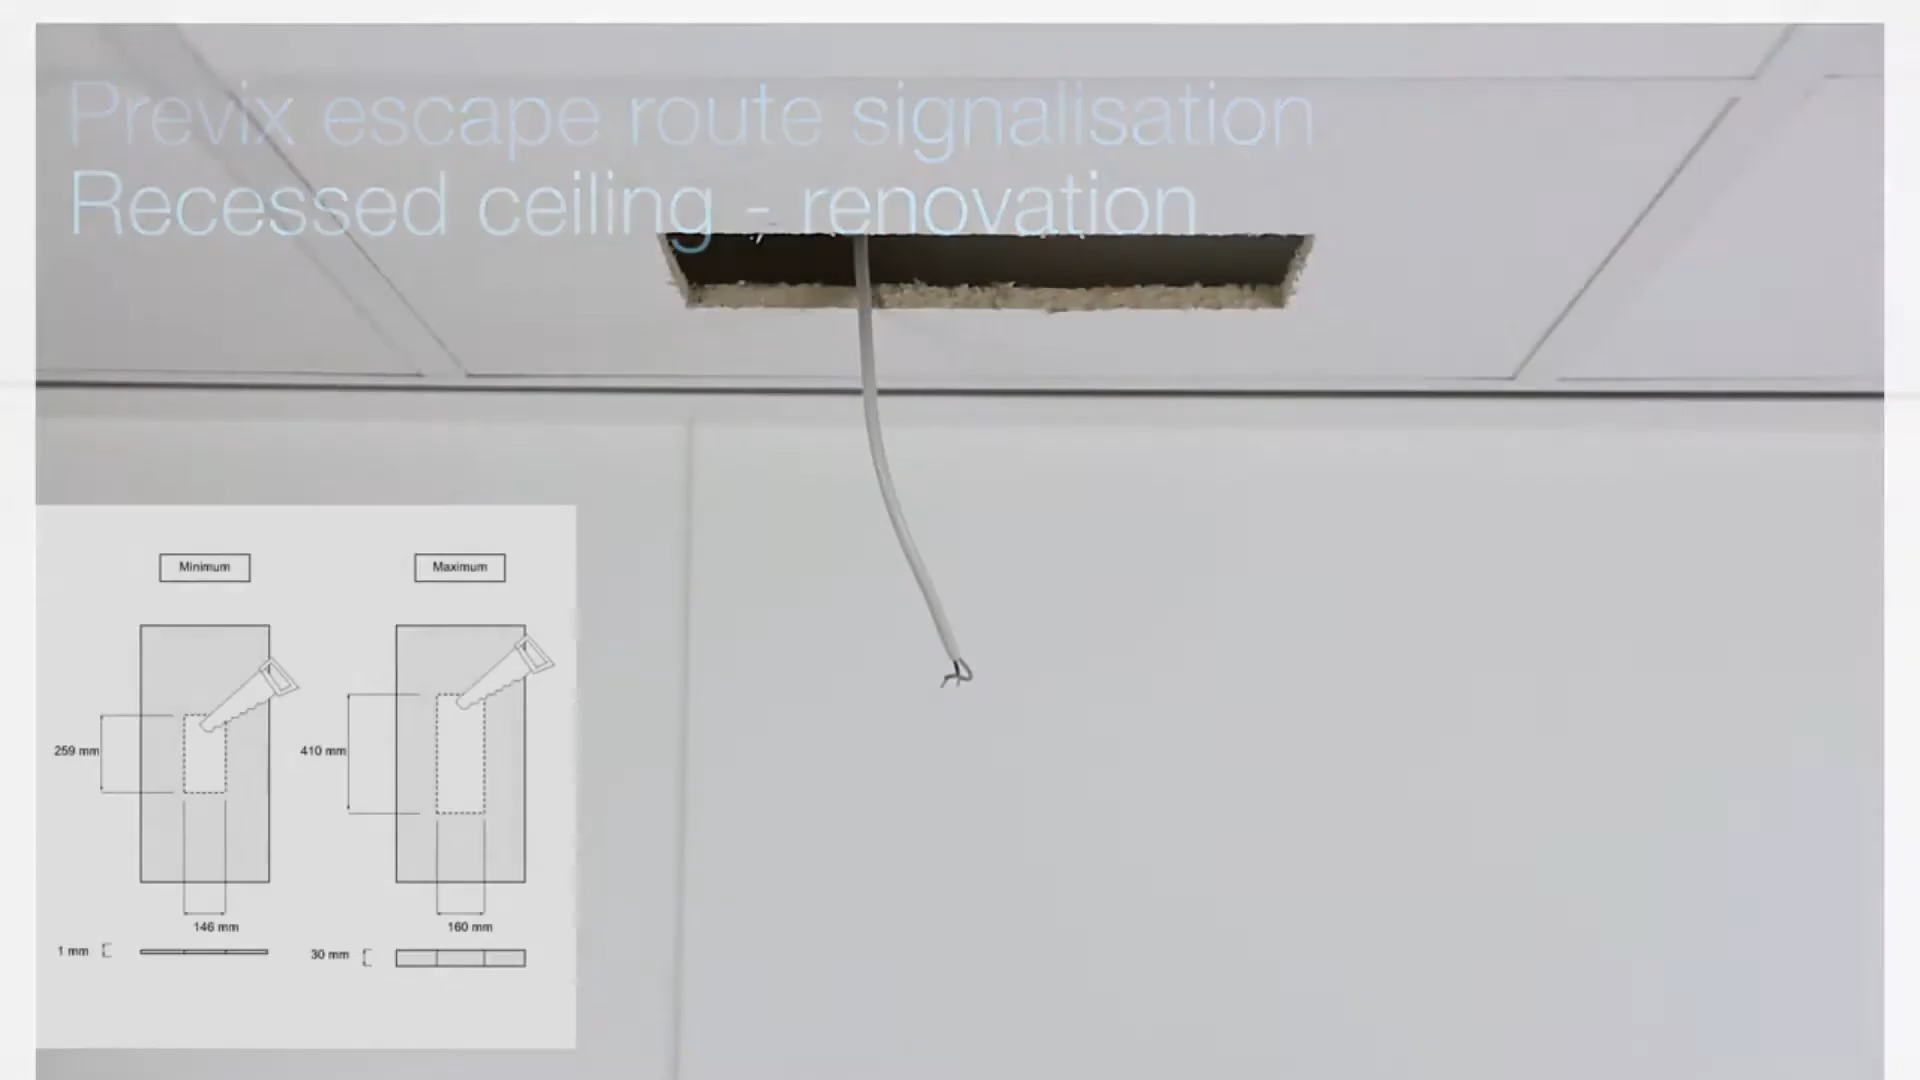 Previx escape route signalisation
Recessed ceiling - renovation
Minimum
Maximum
259 mm
410 mm
146 mm
160 mm
1 mm
30 mm